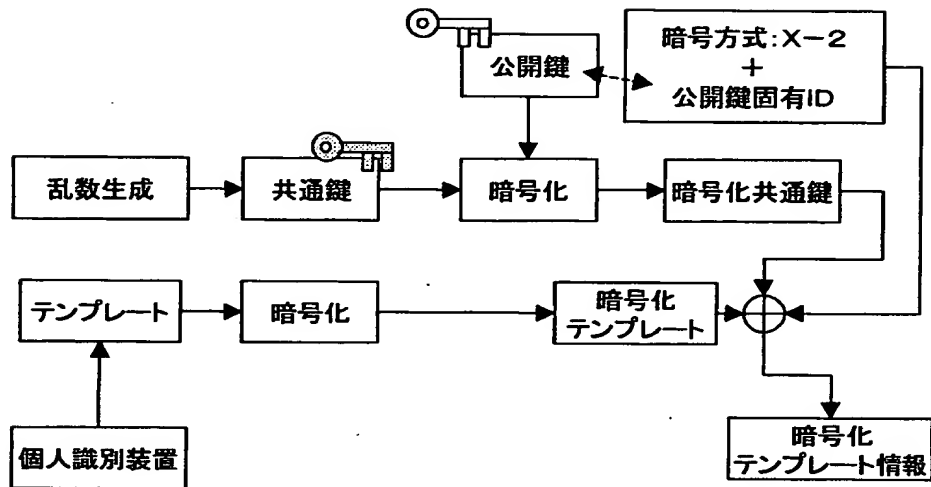 公開鍵
暗号方式:X−2
+
公開鍵固有ID
乱数生成
共通鍵
暗号化
暗号化共通鍵
テンプレート
暗号化
暗号化
テンプレート
個人識別装置
暗号化
テンプレート情報